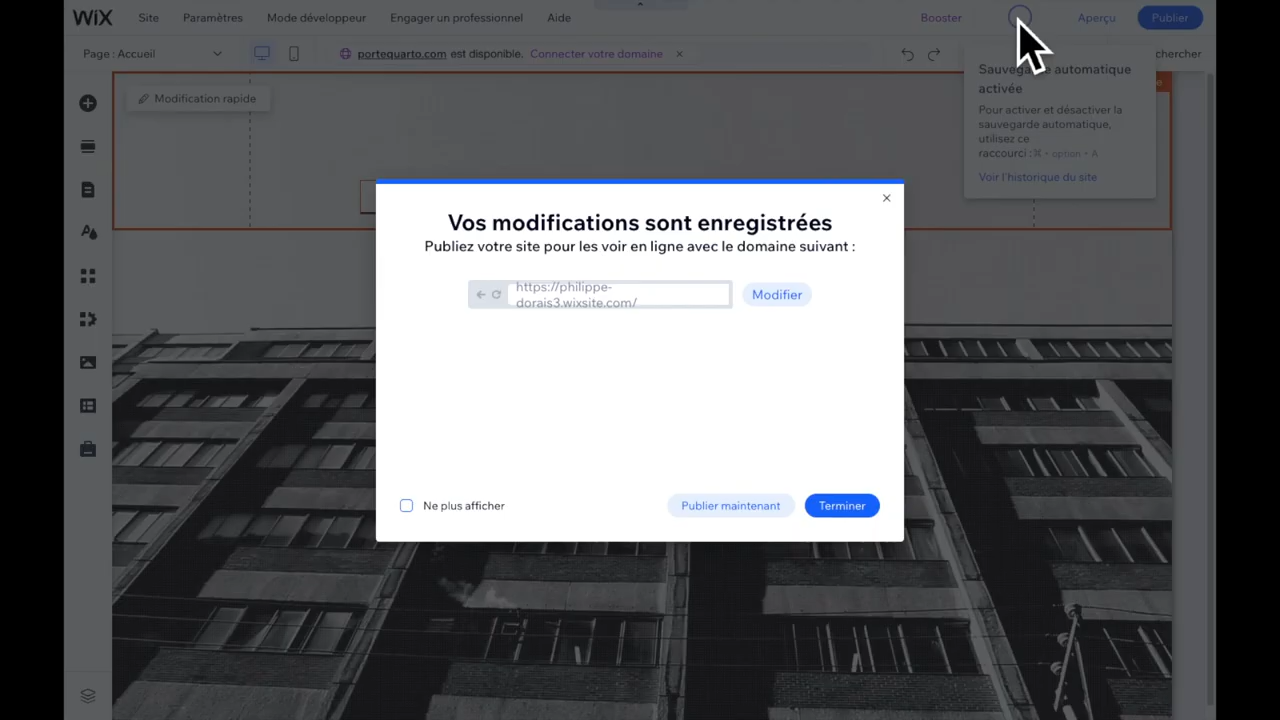 WiX Site Paramètres Mode développeur Engager un professionnel Aide Booster Aperçu Publier
Page : Accueil portequarto.com est disponible. Connecter votre domaine × chercher
Modification rapide
Sauvegarde automatique
activée
Pour activer et désactiver la
sauvegarde automatique,
utilisez ce
raccourci : ⌘ + option + A
Voir l'historique du site
Vos modifications sont enregistrées
Publiez votre site pour les voir en ligne avec le domaine suivant :
https://philippe-
dorais3.wixsite.com/
Modifier
Ne plus afficher Publier maintenant Terminer